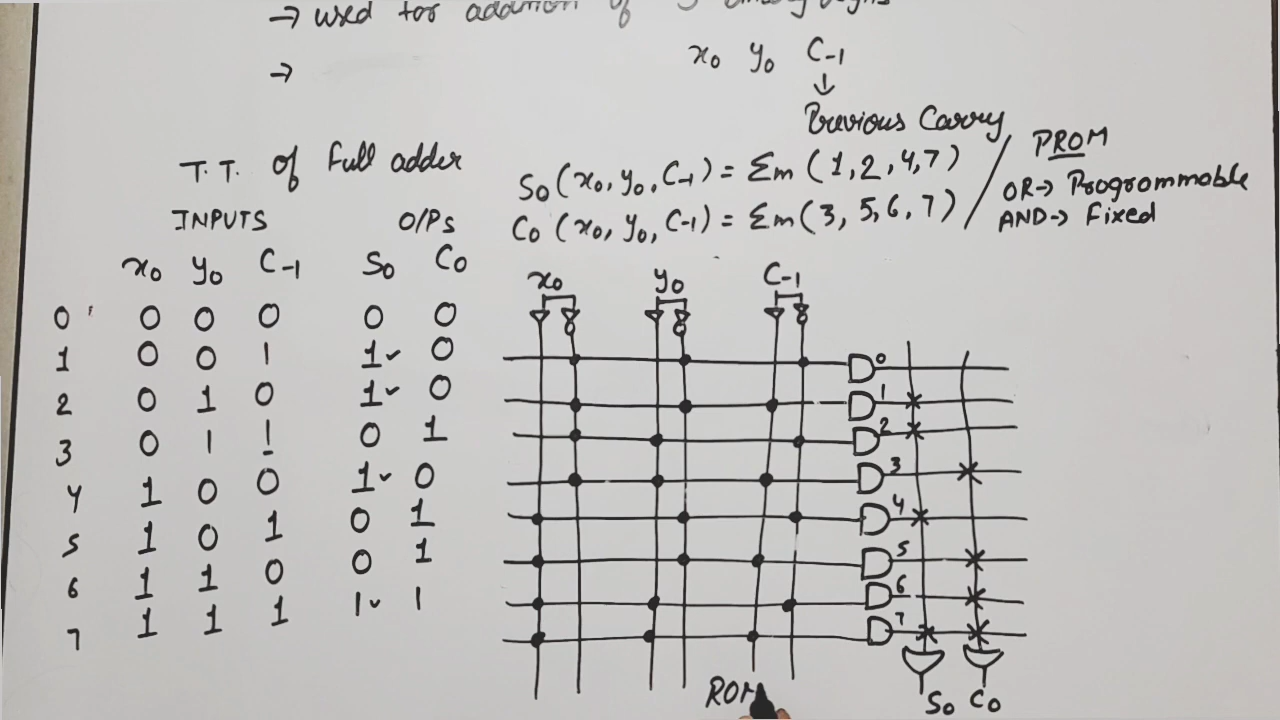 → used for addition of 3 binary digits
→
x₀ y₀ C₋₁
↓
Previous Carry
T.T. of Full adder
S₀ (x₀, y₀, C₋₁) = Σm (1, 2, 4, 7)
C₀ (x₀, y₀, C₋₁) = Σm (3, 5, 6, 7)
PROM
OR → Progrommable
AND → Fixed
INPUTS O/Ps
x₀ y₀ C₋₁ S₀ C₀
0 0 0 0 0 0
1 0 0 1 1✓ 0
2 0 1 0 1✓ 0
3 0 1 1 0 1
4 1 0 0 1✓ 0
5 1 0 1 0 1
6 1 1 0 0 1
7 1 1 1 1✓ 1
x₀ y₀ C₋₁
0
1
2
3
4
5
6
7
S₀ C₀
ROM